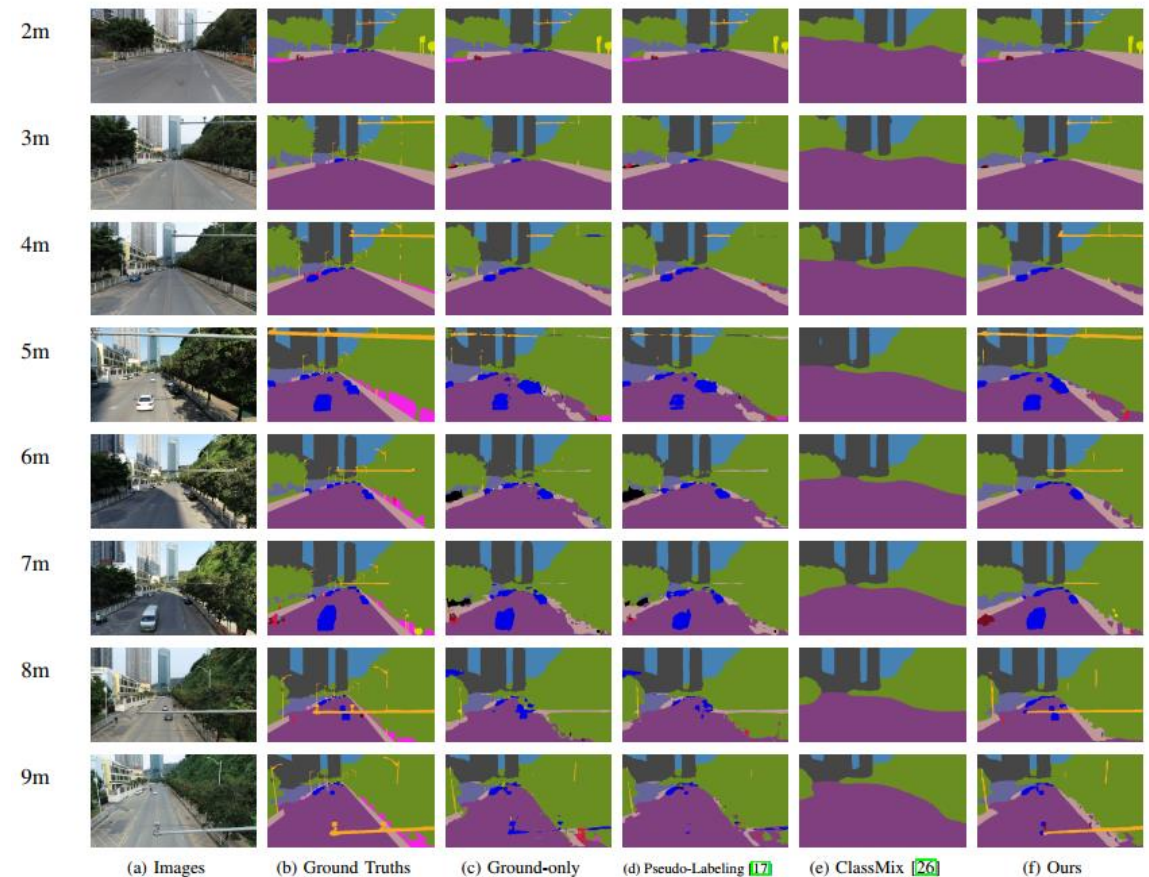 2m
3m
4m
5m
6m
7m
8m
9m
(a) Images (b) Ground Truths (c) Ground-only (d) Pseudo-Labeling [17] (e) ClassMix [26] (f) Ours